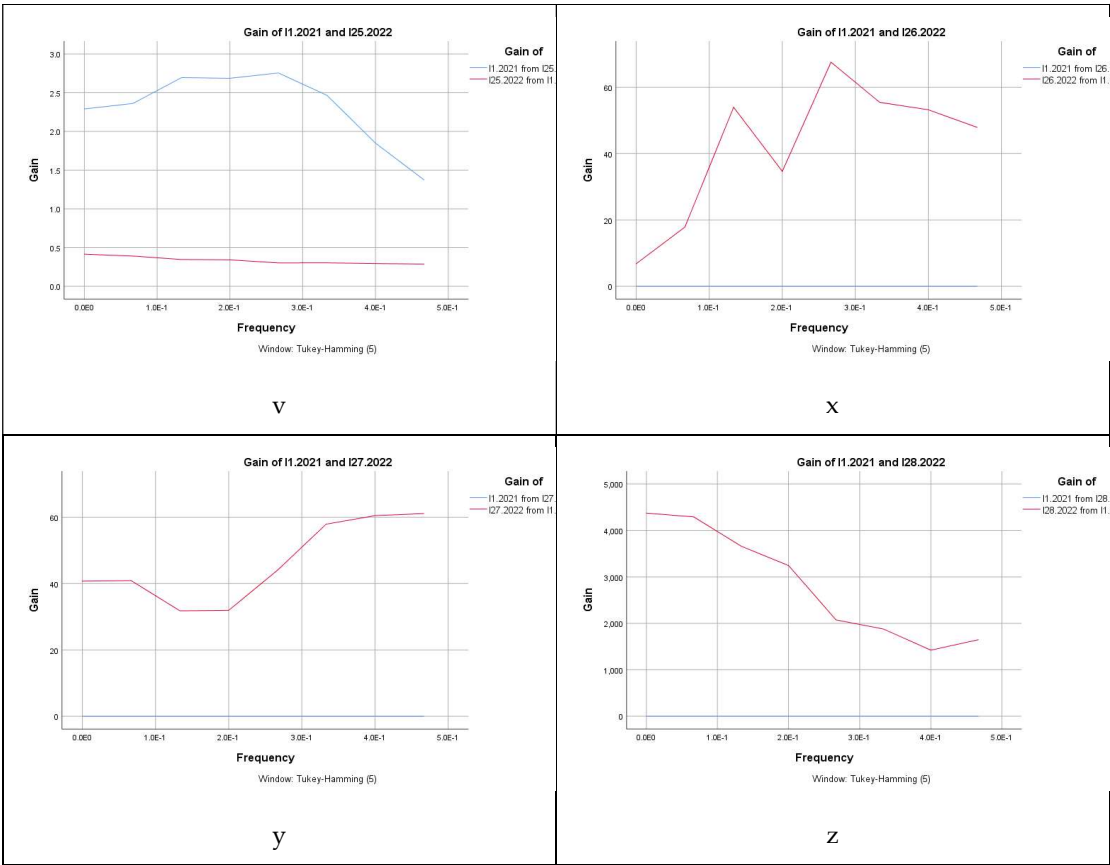 Gain of I1.2021 and I25.2022
Gain of
I1.2021 from I25.
I25.2022 from I1.
3.0
2.5
2.0
1.5
1.0
0.5
0.0
Gain
0.0E0 1.0E-1 2.0E-1 3.0E-1 4.0E-1 5.0E-1
Frequency
Window: Tukey-Hamming (5)
v
Gain of I1.2021 and I26.2022
Gain of
I1.2021 from I26.
I26.2022 from I1.
60
40
20
0
Gain
0.0E0 1.0E-1 2.0E-1 3.0E-1 4.0E-1 5.0E-1
Frequency
Window: Tukey-Hamming (5)
x
Gain of I1.2021 and I27.2022
Gain of
I1.2021 from I27.
I27.2022 from I1.
60
40
20
0
Gain
0.0E0 1.0E-1 2.0E-1 3.0E-1 4.0E-1 5.0E-1
Frequency
Window: Tukey-Hamming (5)
y
Gain of I1.2021 and I28.2022
Gain of
I1.2021 from I28.
I28.2022 from I1.
5,000
4,000
3,000
2,000
1,000
0
Gain
0.0E0 1.0E-1 2.0E-1 3.0E-1 4.0E-1 5.0E-1
Frequency
Window: Tukey-Hamming (5)
z